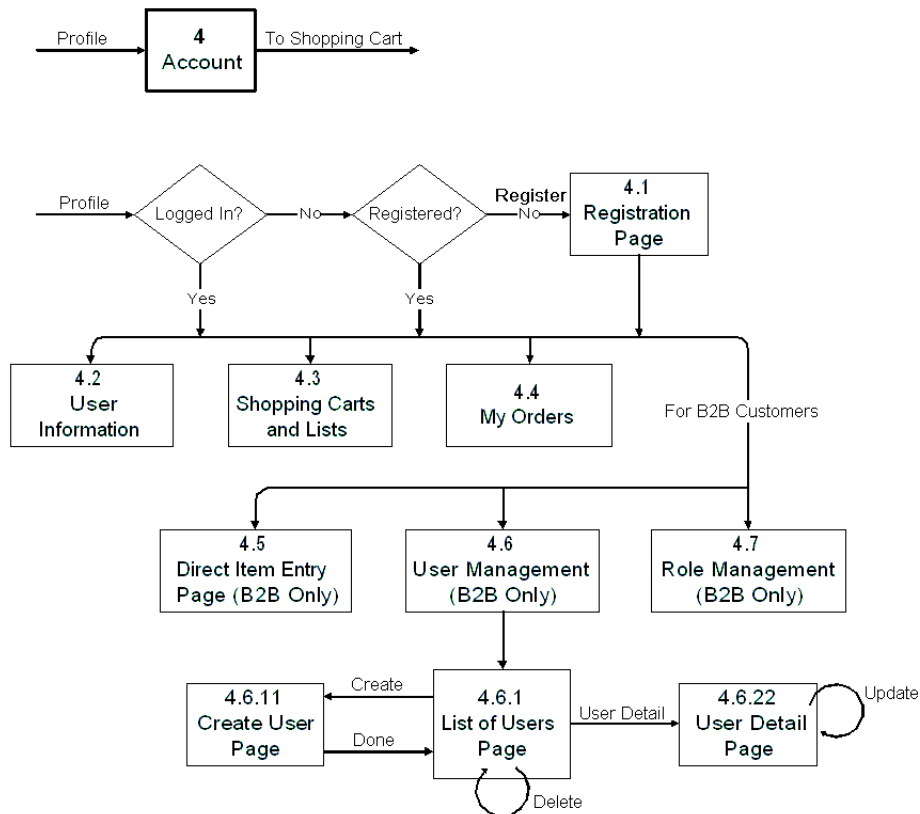 Profile
4
Account
To Shopping Cart
Profile
Logged In?
No
Registered?
Register
No
4.1
Registration
Page
Yes
Yes
4.2
User
Information
4.3
Shopping Carts
and Lists
4.4
My Orders
For B2B Customers
4.5
Direct Item Entry
Page (B2B Only)
4.6
User Management
(B2B Only)
4.7
Role Management
(B2B Only)
4.6.11
Create User
Page
Create
Done
4.6.1
List of Users
Page
User Detail
4.6.22
User Detail
Page
Update
Delete